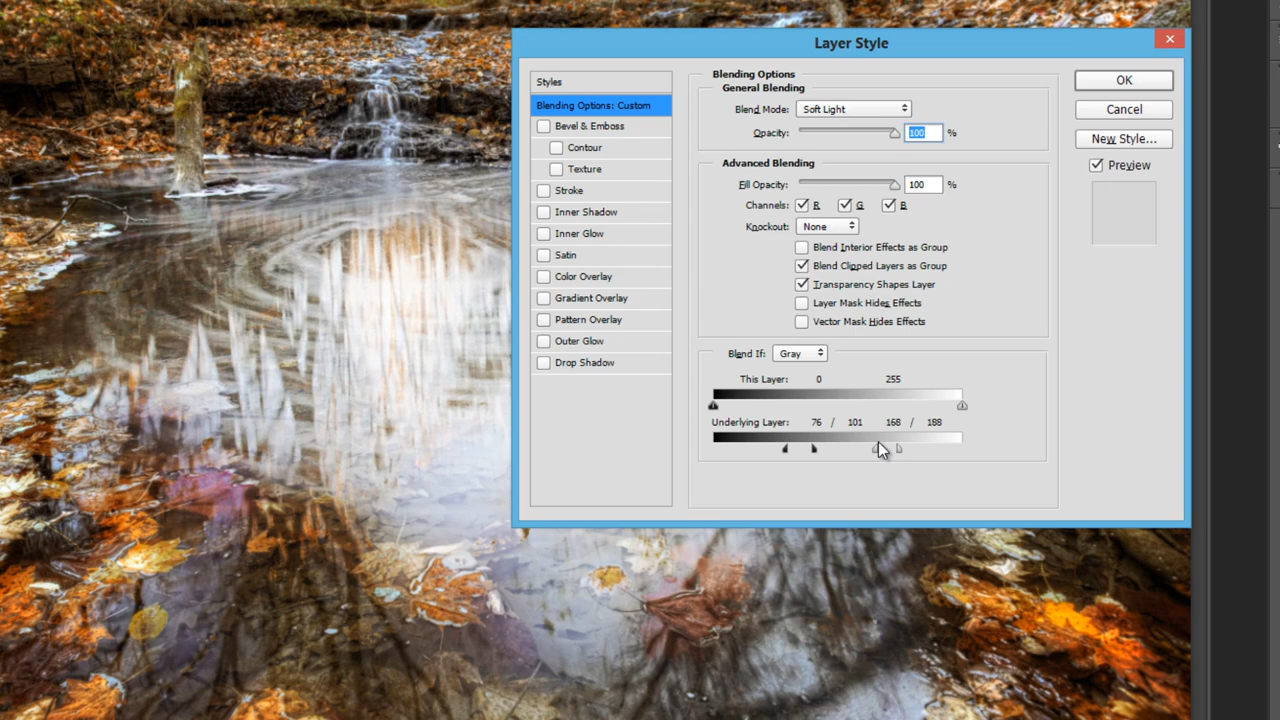 Layer Style
Styles
Blending Options: Custom
Bevel & Emboss
Contour
Texture
Stroke
Inner Shadow
Inner Glow
Satin
Color Overlay
Gradient Overlay
Pattern Overlay
Outer Glow
Drop Shadow
Blending Options
General Blending
Blend Mode: Soft Light
Opacity: 100 %
Advanced Blending
Fill Opacity: 100 %
Channels: R G B
Knockout: None
Blend Interior Effects as Group
Blend Clipped Layers as Group
Transparency Shapes Layer
Layer Mask Hides Effects
Vector Mask Hides Effects
Blend If: Gray
This Layer: 0 255
Underlying Layer: 76 / 101 168 / 188
OK
Cancel
New Style...
Preview